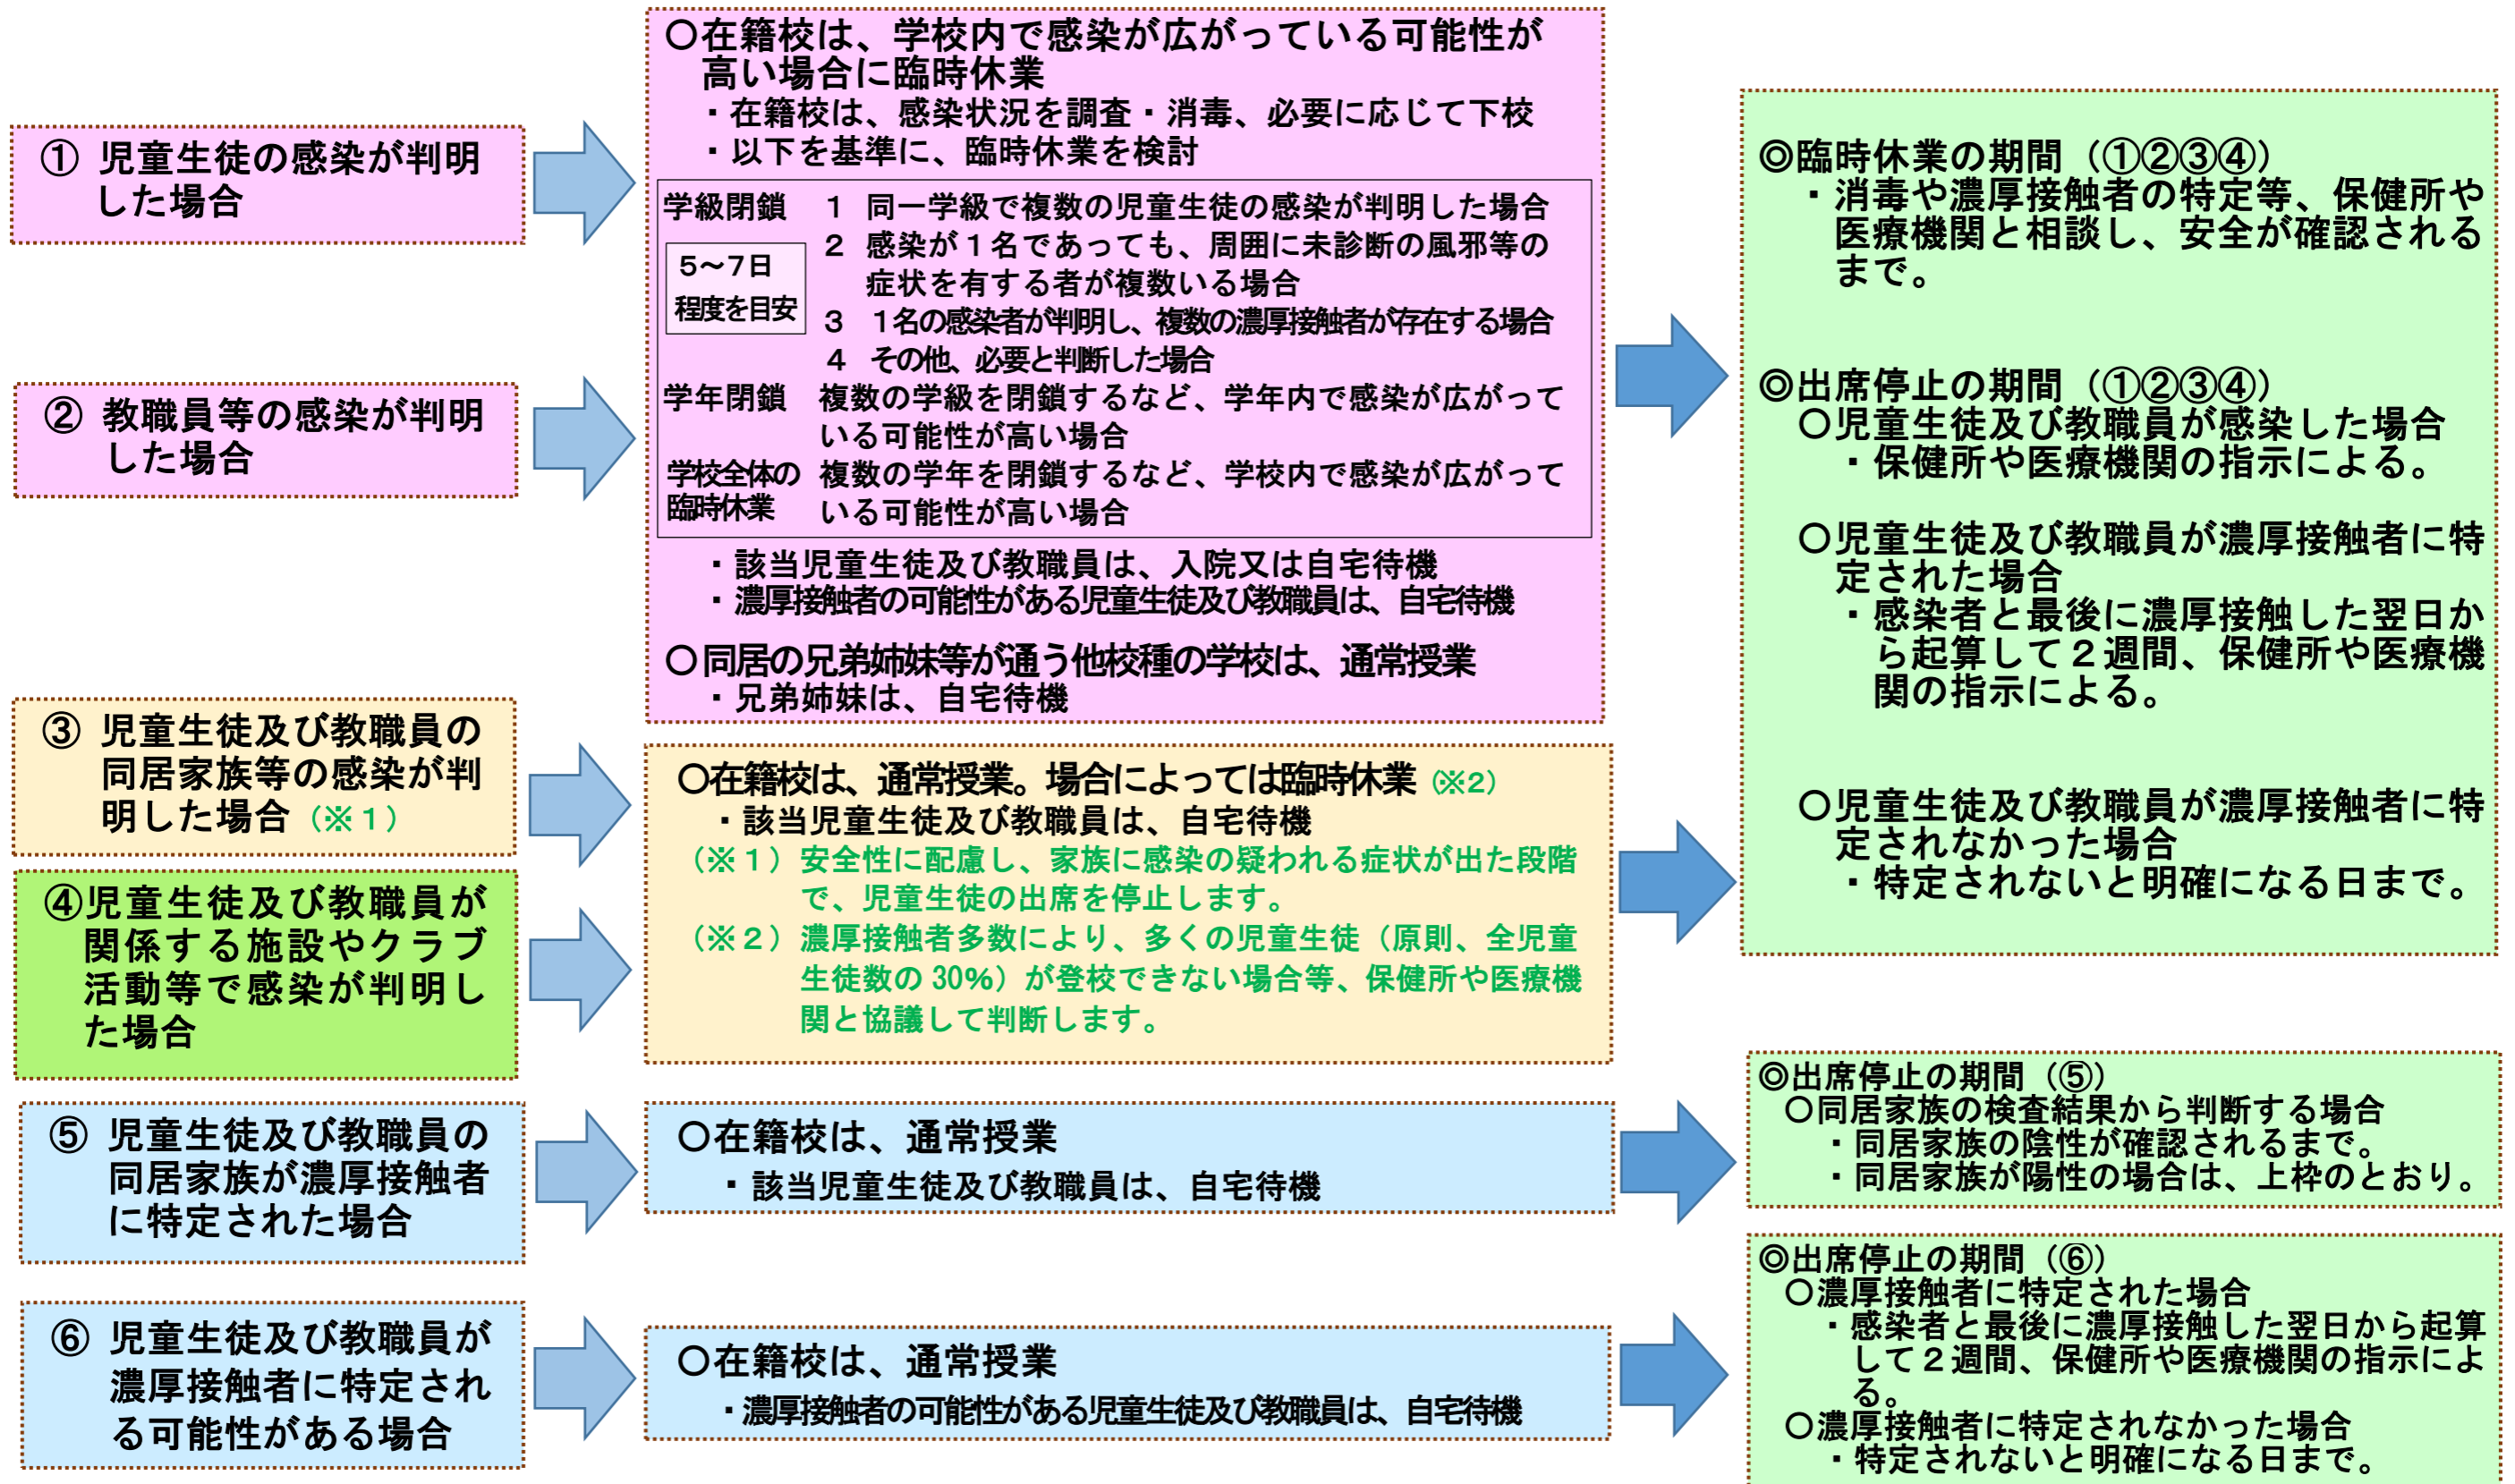 ① 児童生徒の感染が判明
した場合
② 教職員等の感染が判明
した場合
③ 児童生徒及び教職員の
同居家族等の感染が判
明した場合（※１）
④児童生徒及び教職員が
関係する施設やクラブ
活動等で感染が判明し
た場合
⑤ 児童生徒及び教職員の
同居家族が濃厚接触者
に特定された場合
⑥ 児童生徒及び教職員が
濃厚接触者に特定され
る可能性がある場合
〇在籍校は、学校内で感染が広がっている可能性が
高い場合に臨時休業
・在籍校は、感染状況を調査・消毒、必要に応じて下校
・以下を基準に、臨時休業を検討
学級閉鎖 １ 同一学級で複数の児童生徒の感染が判明した場合
２ 感染が１名であっても、周囲に未診断の風邪等の
症状を有する者が複数いる場合
５～７日
程度を目安
３ １名の感染者が判明し、複数の濃厚接触者が存在する場合
４ その他、必要と判断した場合
学年閉鎖 複数の学級を閉鎖するなど、学年内で感染が広がって
いる可能性が高い場合
学校全体の 複数の学年を閉鎖するなど、学校内で感染が広がって
臨時休業 いる可能性が高い場合
・該当児童生徒及び教職員は、入院又は自宅待機
・濃厚接触者の可能性がある児童生徒及び教職員は、自宅待機
〇同居の兄弟姉妹等が通う他校種の学校は、通常授業
・兄弟姉妹は、自宅待機
〇在籍校は、通常授業。場合によっては臨時休業（※２）
・該当児童生徒及び教職員は、自宅待機
（※１）安全性に配慮し、家族に感染の疑われる症状が出た段階
で、児童生徒の出席を停止します。
（※２）濃厚接触者多数により、多くの児童生徒（原則、全児童
生徒数の 30%）が登校できない場合等、保健所や医療機
関と協議して判断します。
〇在籍校は、通常授業
・該当児童生徒及び教職員は、自宅待機
〇在籍校は、通常授業
・濃厚接触者の可能性がある児童生徒及び教職員は、自宅待機
◎臨時休業の期間（①②③④）
・消毒や濃厚接触者の特定等、保健所や
医療機関と相談し、安全が確認される
まで。
◎出席停止の期間（①②③④）
〇児童生徒及び教職員が感染した場合
・保健所や医療機関の指示による。
〇児童生徒及び教職員が濃厚接触者に特
定された場合
・感染者と最後に濃厚接触した翌日か
ら起算して２週間、保健所や医療機
関の指示による。
〇児童生徒及び教職員が濃厚接触者に特
定されなかった場合
・特定されないと明確になる日まで。
◎出席停止の期間（⑤）
〇同居家族の検査結果から判断する場合
・同居家族の陰性が確認されるまで。
・同居家族が陽性の場合は、上枠のとおり。
◎出席停止の期間（⑥）
〇濃厚接触者に特定された場合
・感染者と最後に濃厚接触した翌日から起算
して２週間、保健所や医療機関の指示によ
る。
〇濃厚接触者に特定されなかった場合
・特定されないと明確になる日まで。